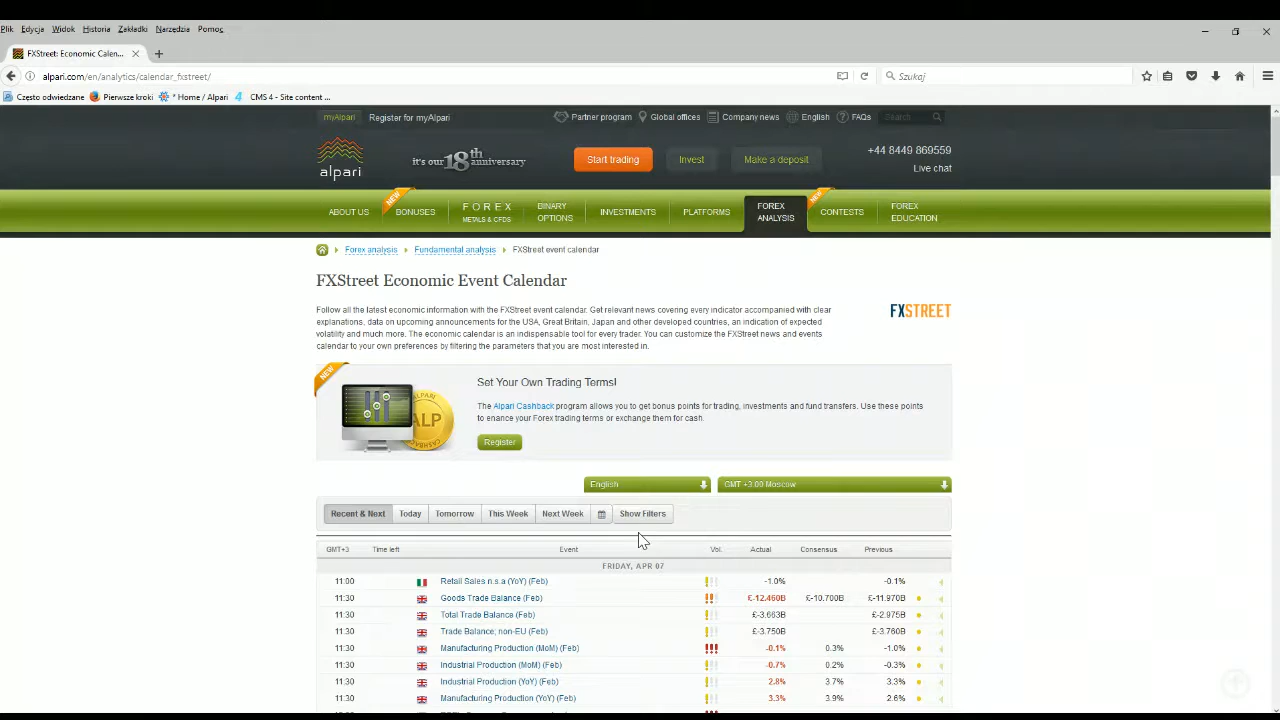 Plik Edycja Widok Historia Zakładki Narzędzia Pomoc
FXStreet: Economic Calen...
alpari.com/en/analytics/calendar_fxstreet/
Szukaj
Często odwiedzane Pierwsze kroki * Home / Alpari CMS 4 - Site content ...
myAlpari Register for myAlpari Partner program Global offices Company news English FAQs Search
alpari
it's our 18th anniversary
Start trading Invest Make a deposit
+44 8449 869559
Live chat
NEW NEW
ABOUT US BONUSES FOREX METALS & CFDS BINARY OPTIONS INVESTMENTS PLATFORMS FOREX ANALYSIS CONTESTS FOREX EDUCATION
Forex analysis Fundamental analysis FXStreet event calendar
FXStreet Economic Event Calendar
Follow all the latest economic information with the FXStreet event calendar. Get relevant news covering every indicator accompanied with clear
explanations, data on upcoming announcements for the USA, Great Britain, Japan and other developed countries, an indication of expected
volatility and much more. The economic calendar is an indispensable tool for every trader. You can customize the FXStreet news and events
calendar to your own preferences by filtering the parameters that you are most interested in.
FXSTREET
NEW
ALP
Set Your Own Trading Terms!
The Alpari Cashback program allows you to get bonus points for trading, investments and fund transfers. Use these points
to enance your Forex trading terms or exchange them for cash.
Register
English GMT +3.00 Moscow
Recent & Next Today Tomorrow This Week Next Week Show Filters
GMT+3 Time left Event Vol. Actual Consensus Previous
FRIDAY, APR 07
11:00 Retail Sales n.s.a (YoY) (Feb) -1.0% -0.1%
11:30 Goods Trade Balance (Feb) £-12.460B £-10.700B £-11.970B
11:30 Total Trade Balance (Feb) £-3.663B £-2.975B
11:30 Trade Balance; non-EU (Feb) £-3.750B £-3.760B
11:30 Manufacturing Production (MoM) (Feb) -0.1% 0.3% -1.0%
11:30 Industrial Production (MoM) (Feb) -0.7% 0.2% -0.3%
11:30 Industrial Production (YoY) (Feb) 2.8% 3.7% 3.3%
11:30 Manufacturing Production (YoY) (Feb) 3.3% 3.9% 2.6%